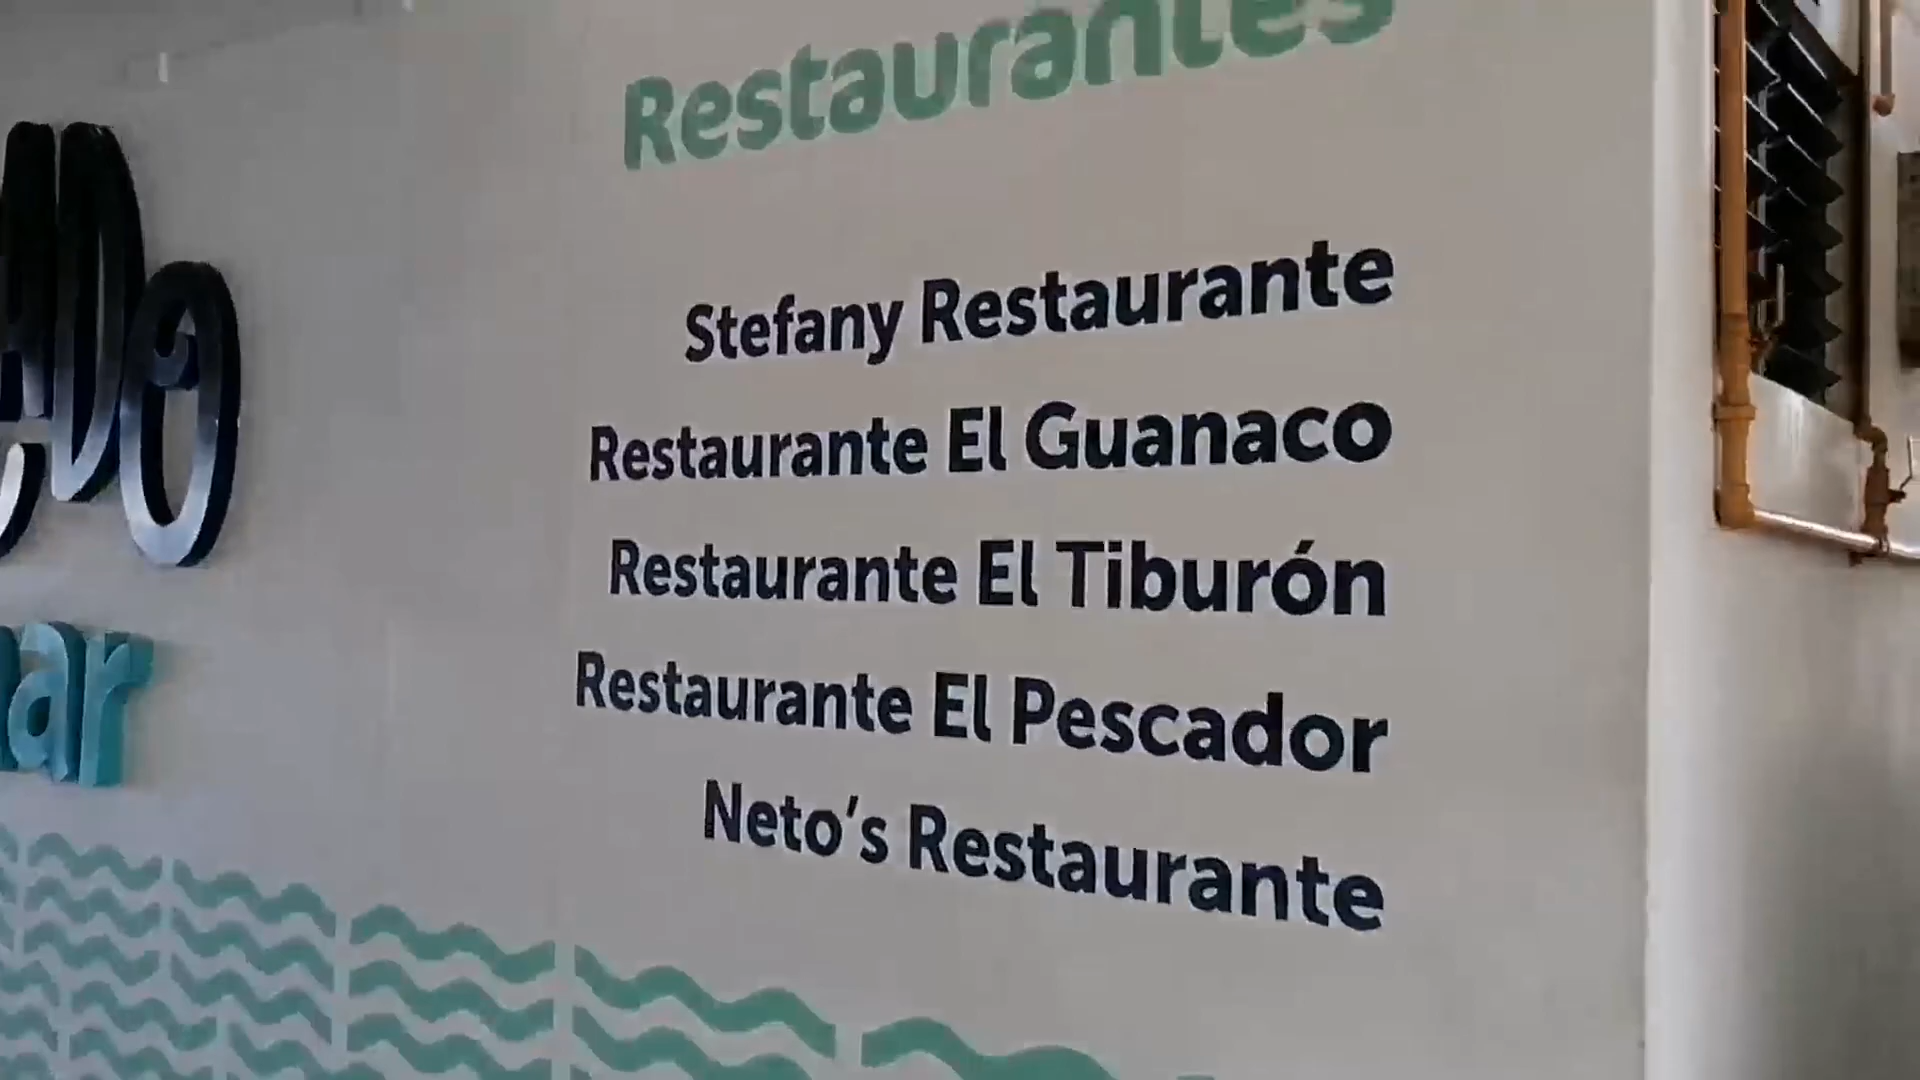 Restaurantes
Stefany Restaurante
Restaurante El Guanaco
Restaurante El Tiburón
Restaurante El Pescador
Neto's Restaurante